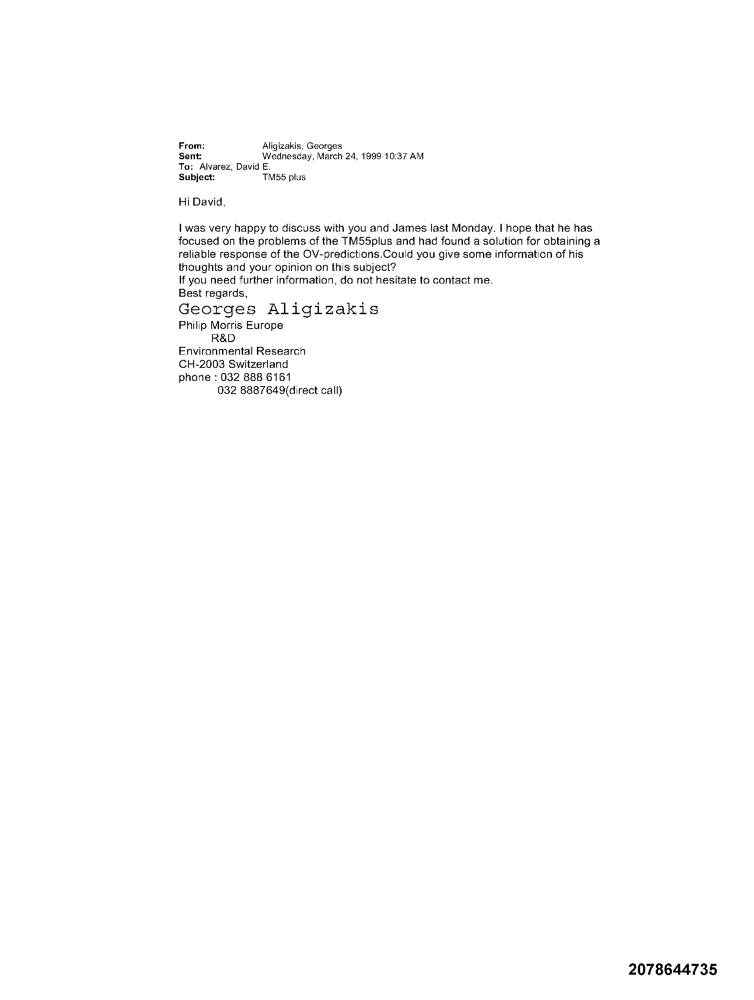 From: Aligizakis, Georges
Sent: Wednesday, March 24, 1999 10:37 AM
To: Alvarez, David E.
Subject: TM55 plus
Hi David,
I was very happy to discuss with you and James last Monday. I hope that he has
focused on the problems of the TM55plus and had found a solution for obtaining a
reliable response of the OV-predictions.Could you give some information of his
thoughts and your opinion on this subject?
If you need further information, do not hesitate to contact me.
Best regards,
Georges Aligizakis
Philip Morris Europe
R&D
Environmental Research
CH-2003 Switzerland
phone : 032 888 6161
032 8887649(direct call)
2078644735